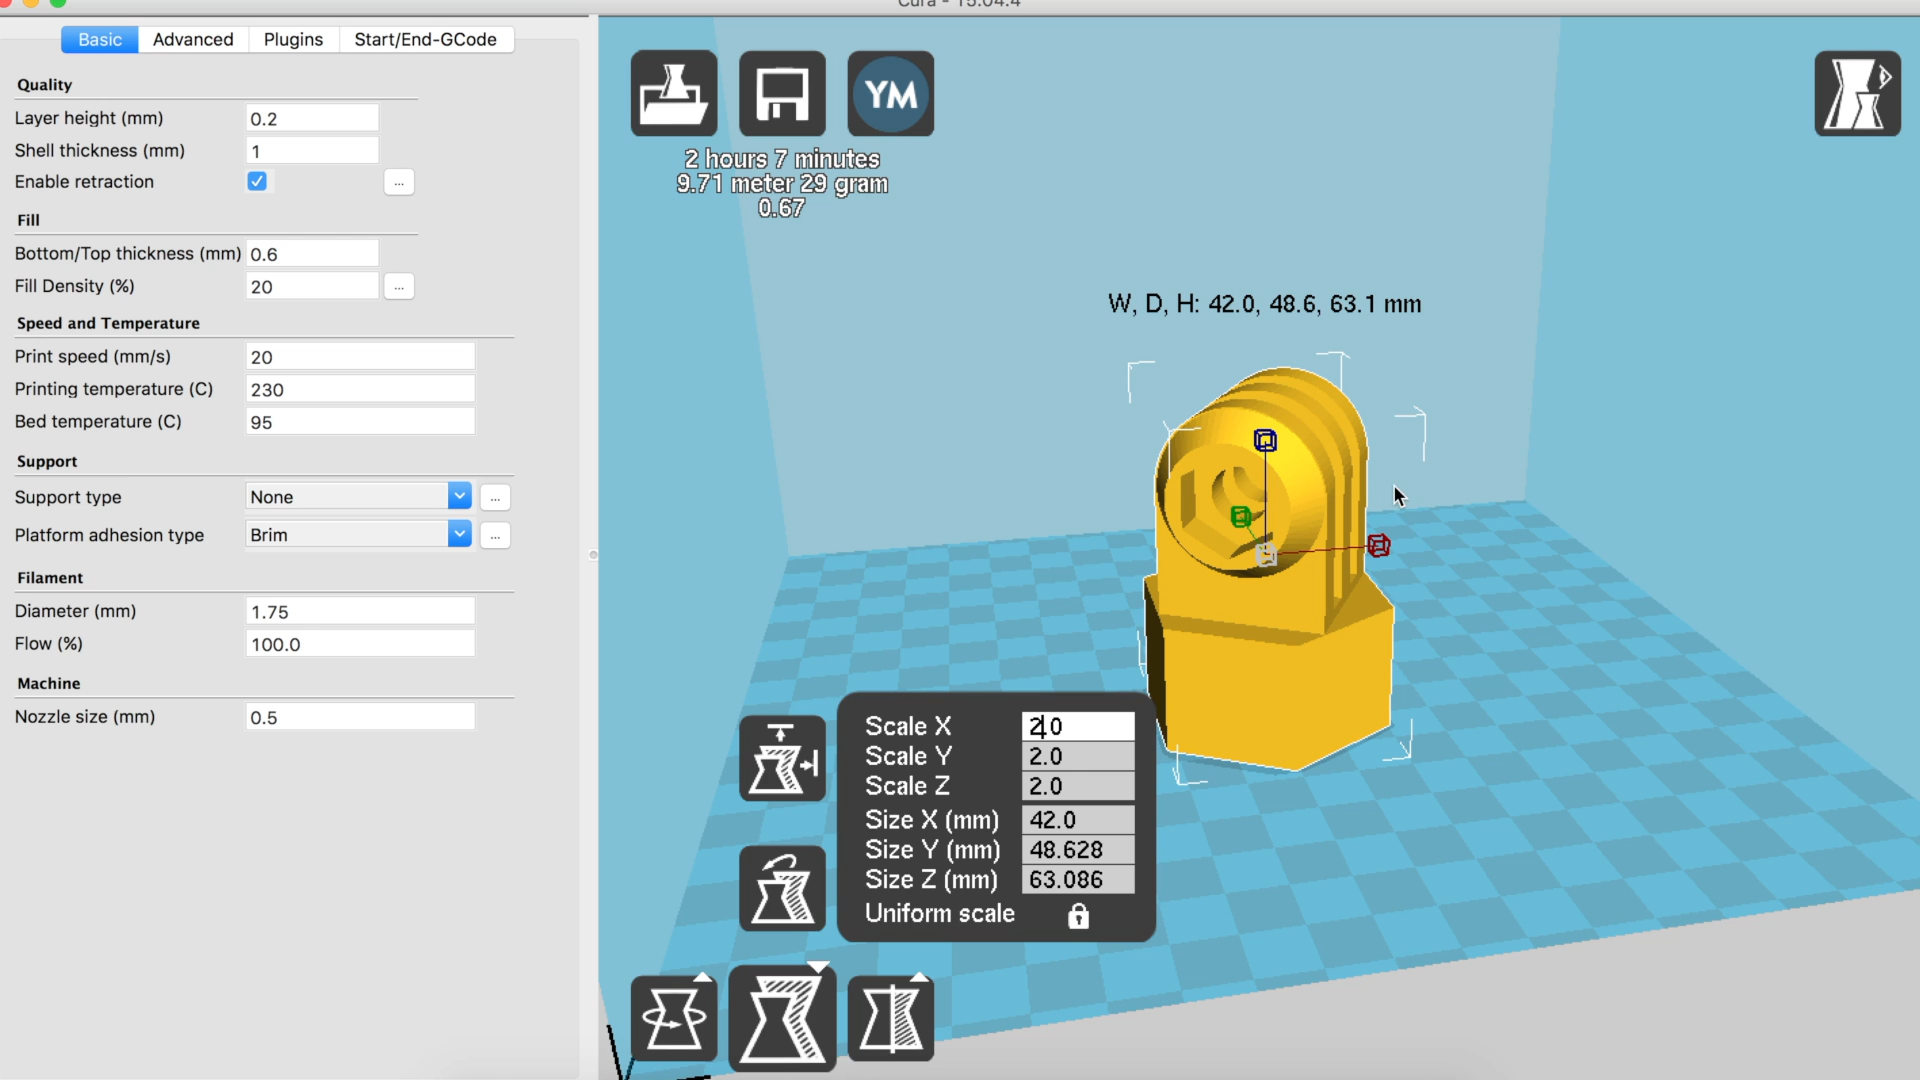 Cura - 15.04.4
Basic
Advanced
Plugins
Start/End-GCode
Quality
Layer height (mm)
0.2
Shell thickness (mm)
1
Enable retraction
...
Fill
Bottom/Top thickness (mm)
0.6
Fill Density (%)
20
...
Speed and Temperature
Print speed (mm/s)
20
Printing temperature (C)
230
Bed temperature (C)
95
Support
Support type
None
...
Platform adhesion type
Brim
...
Filament
Diameter (mm)
1.75
Flow (%)
100.0
Machine
Nozzle size (mm)
0.5
YM
2 hours 7 minutes
9.71 meter 29 gram
0.67
W, D, H: 42.0, 48.6, 63.1 mm
Scale X
2.0
Scale Y
2.0
Scale Z
2.0
Size X (mm)
42.0
Size Y (mm)
48.628
Size Z (mm)
63.086
Uniform scale